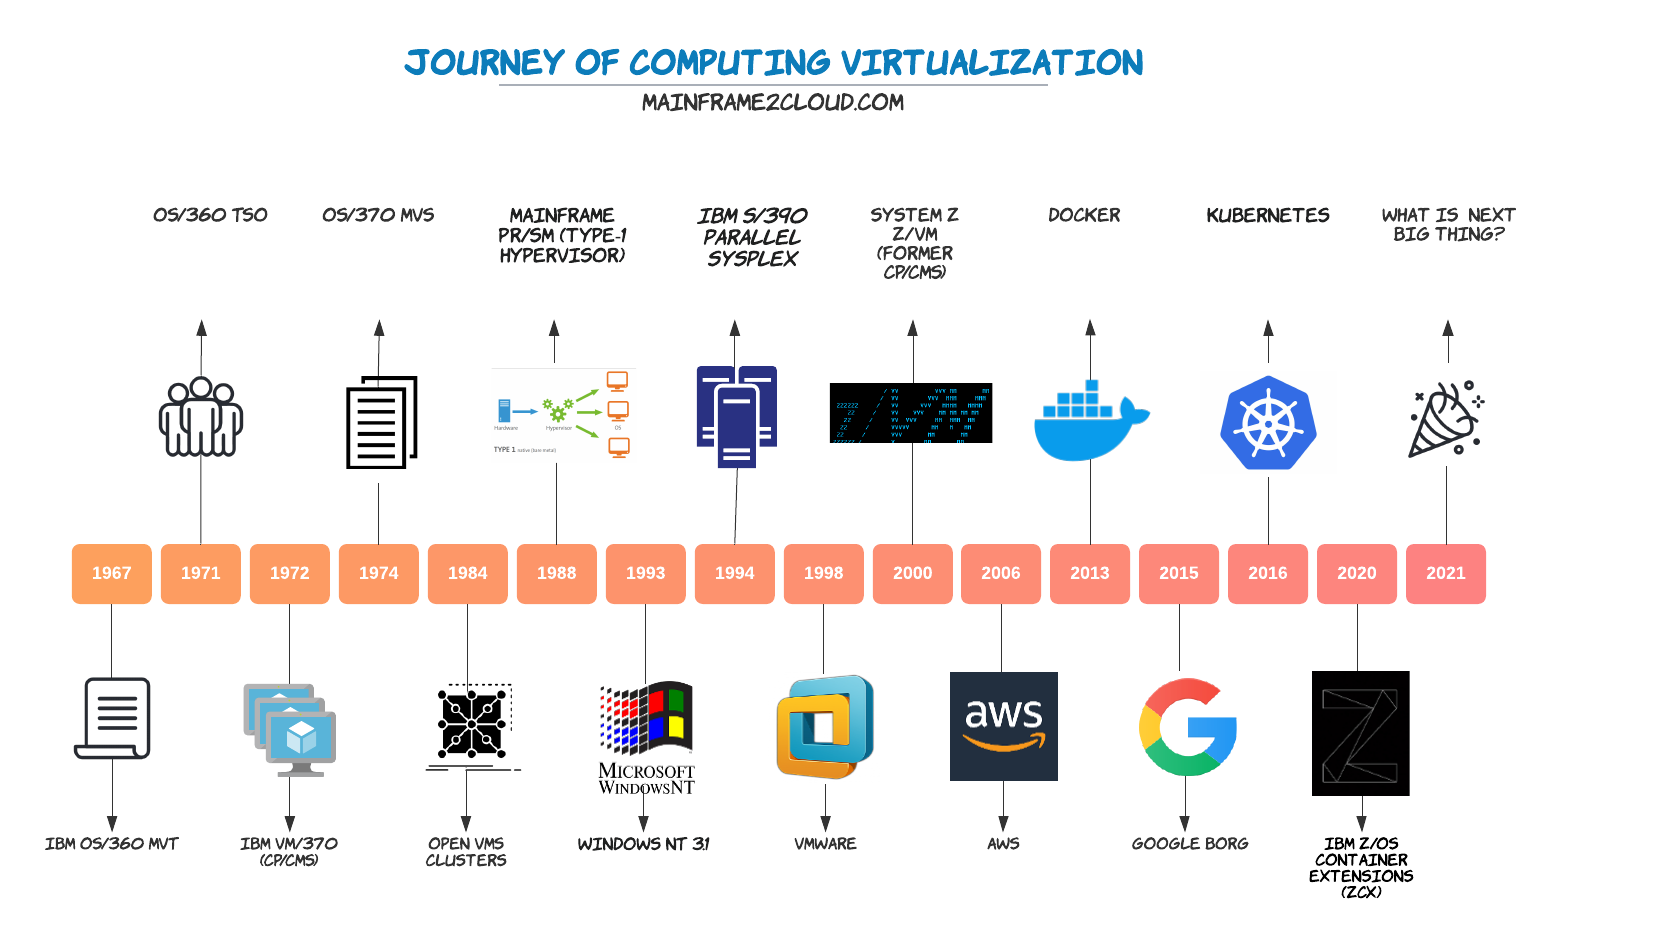 JOURNEY OF COMPUTING VIRTUALIZATION
MAINFRAME2CLOUD.COM
OS/360 TSO
OS/370 MVS
MAINFRAME
PR/SM (TYPE-1
HYPERVISOR)
IBM S/390
PARALLEL
SYSPLEX
SYSTEM Z
Z/VM
(FORMER
CP/CMS)
DOCKER
KUBERNETES
WHAT IS NEXT
BIG THING?
Hardware
Hypervisor
OS
TYPE 1 native (bare metal)
1967
1971
1972
1974
1984
1988
1993
1994
1998
2000
2006
2013
2015
2016
2020
2021
MICROSOFT
WINDOWSNT
aws
IBM OS/360 MVT
IBM VM/370
(CP/CMS)
OPEN VMS
CLUSTERS
WINDOWS NT 3.1
VMWARE
AWS
GOOGLE BORG
IBM Z/OS
CONTAINER
EXTENSIONS
(ZCX)